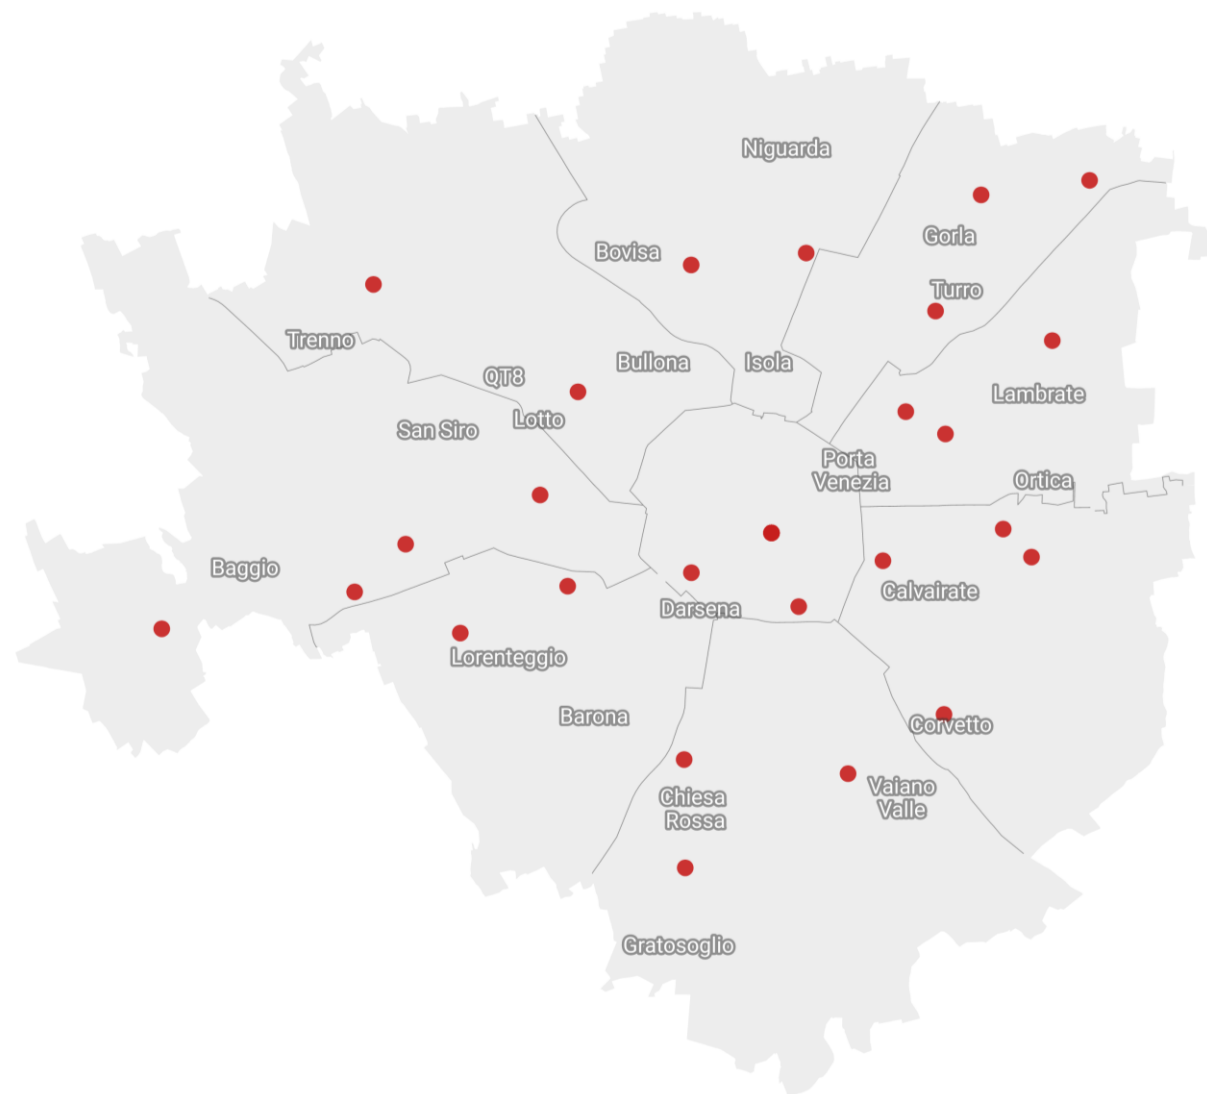 Niguarda
Gorla
Bovisa
Turro
Trenno
Bullona
Isola
QT8
Lambrate
Lotto
San Siro
Porta
Venezia
Ortica
Baggio
Calvairate
Darsena
Lorenteggio
Barona
Corvetto
Vaiano
Valle
Chiesa
Rossa
Gratosoglio